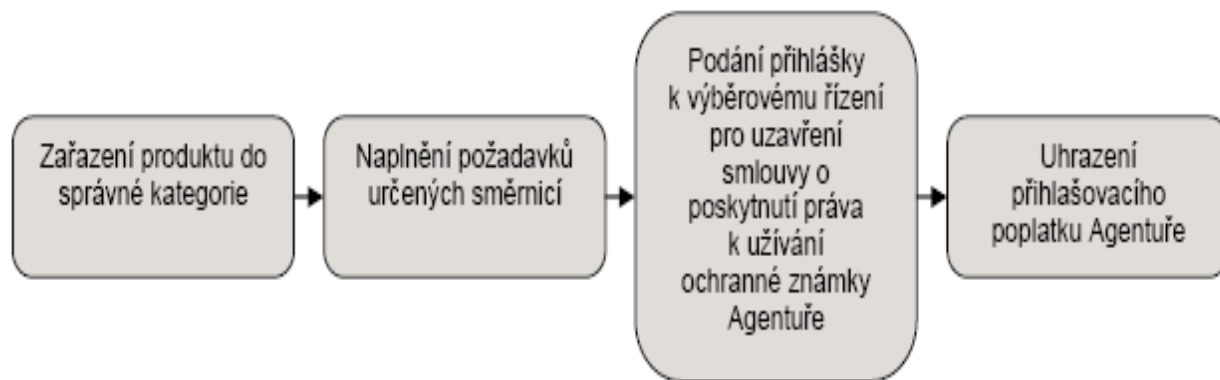 Zařazení produktu do
správné kategorie
Naplnění požadavků
určených směrnicí
Podání přihlášky
k výběrovému řízení
pro uzavření
smlouvy o
poskytnutí práva
k užívání
ochranné známky
Agentuře
Uhrazení
přihlašovacího
poplatku Agentuře